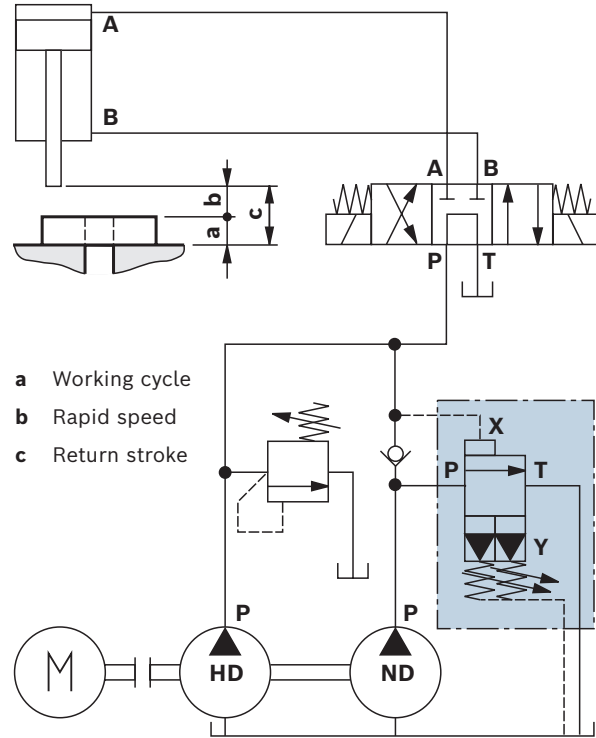 A
B
b
c
a
A B
P T
a Working cycle
b Rapid speed
c Return stroke
X
P T
Y
P P
M HD ND